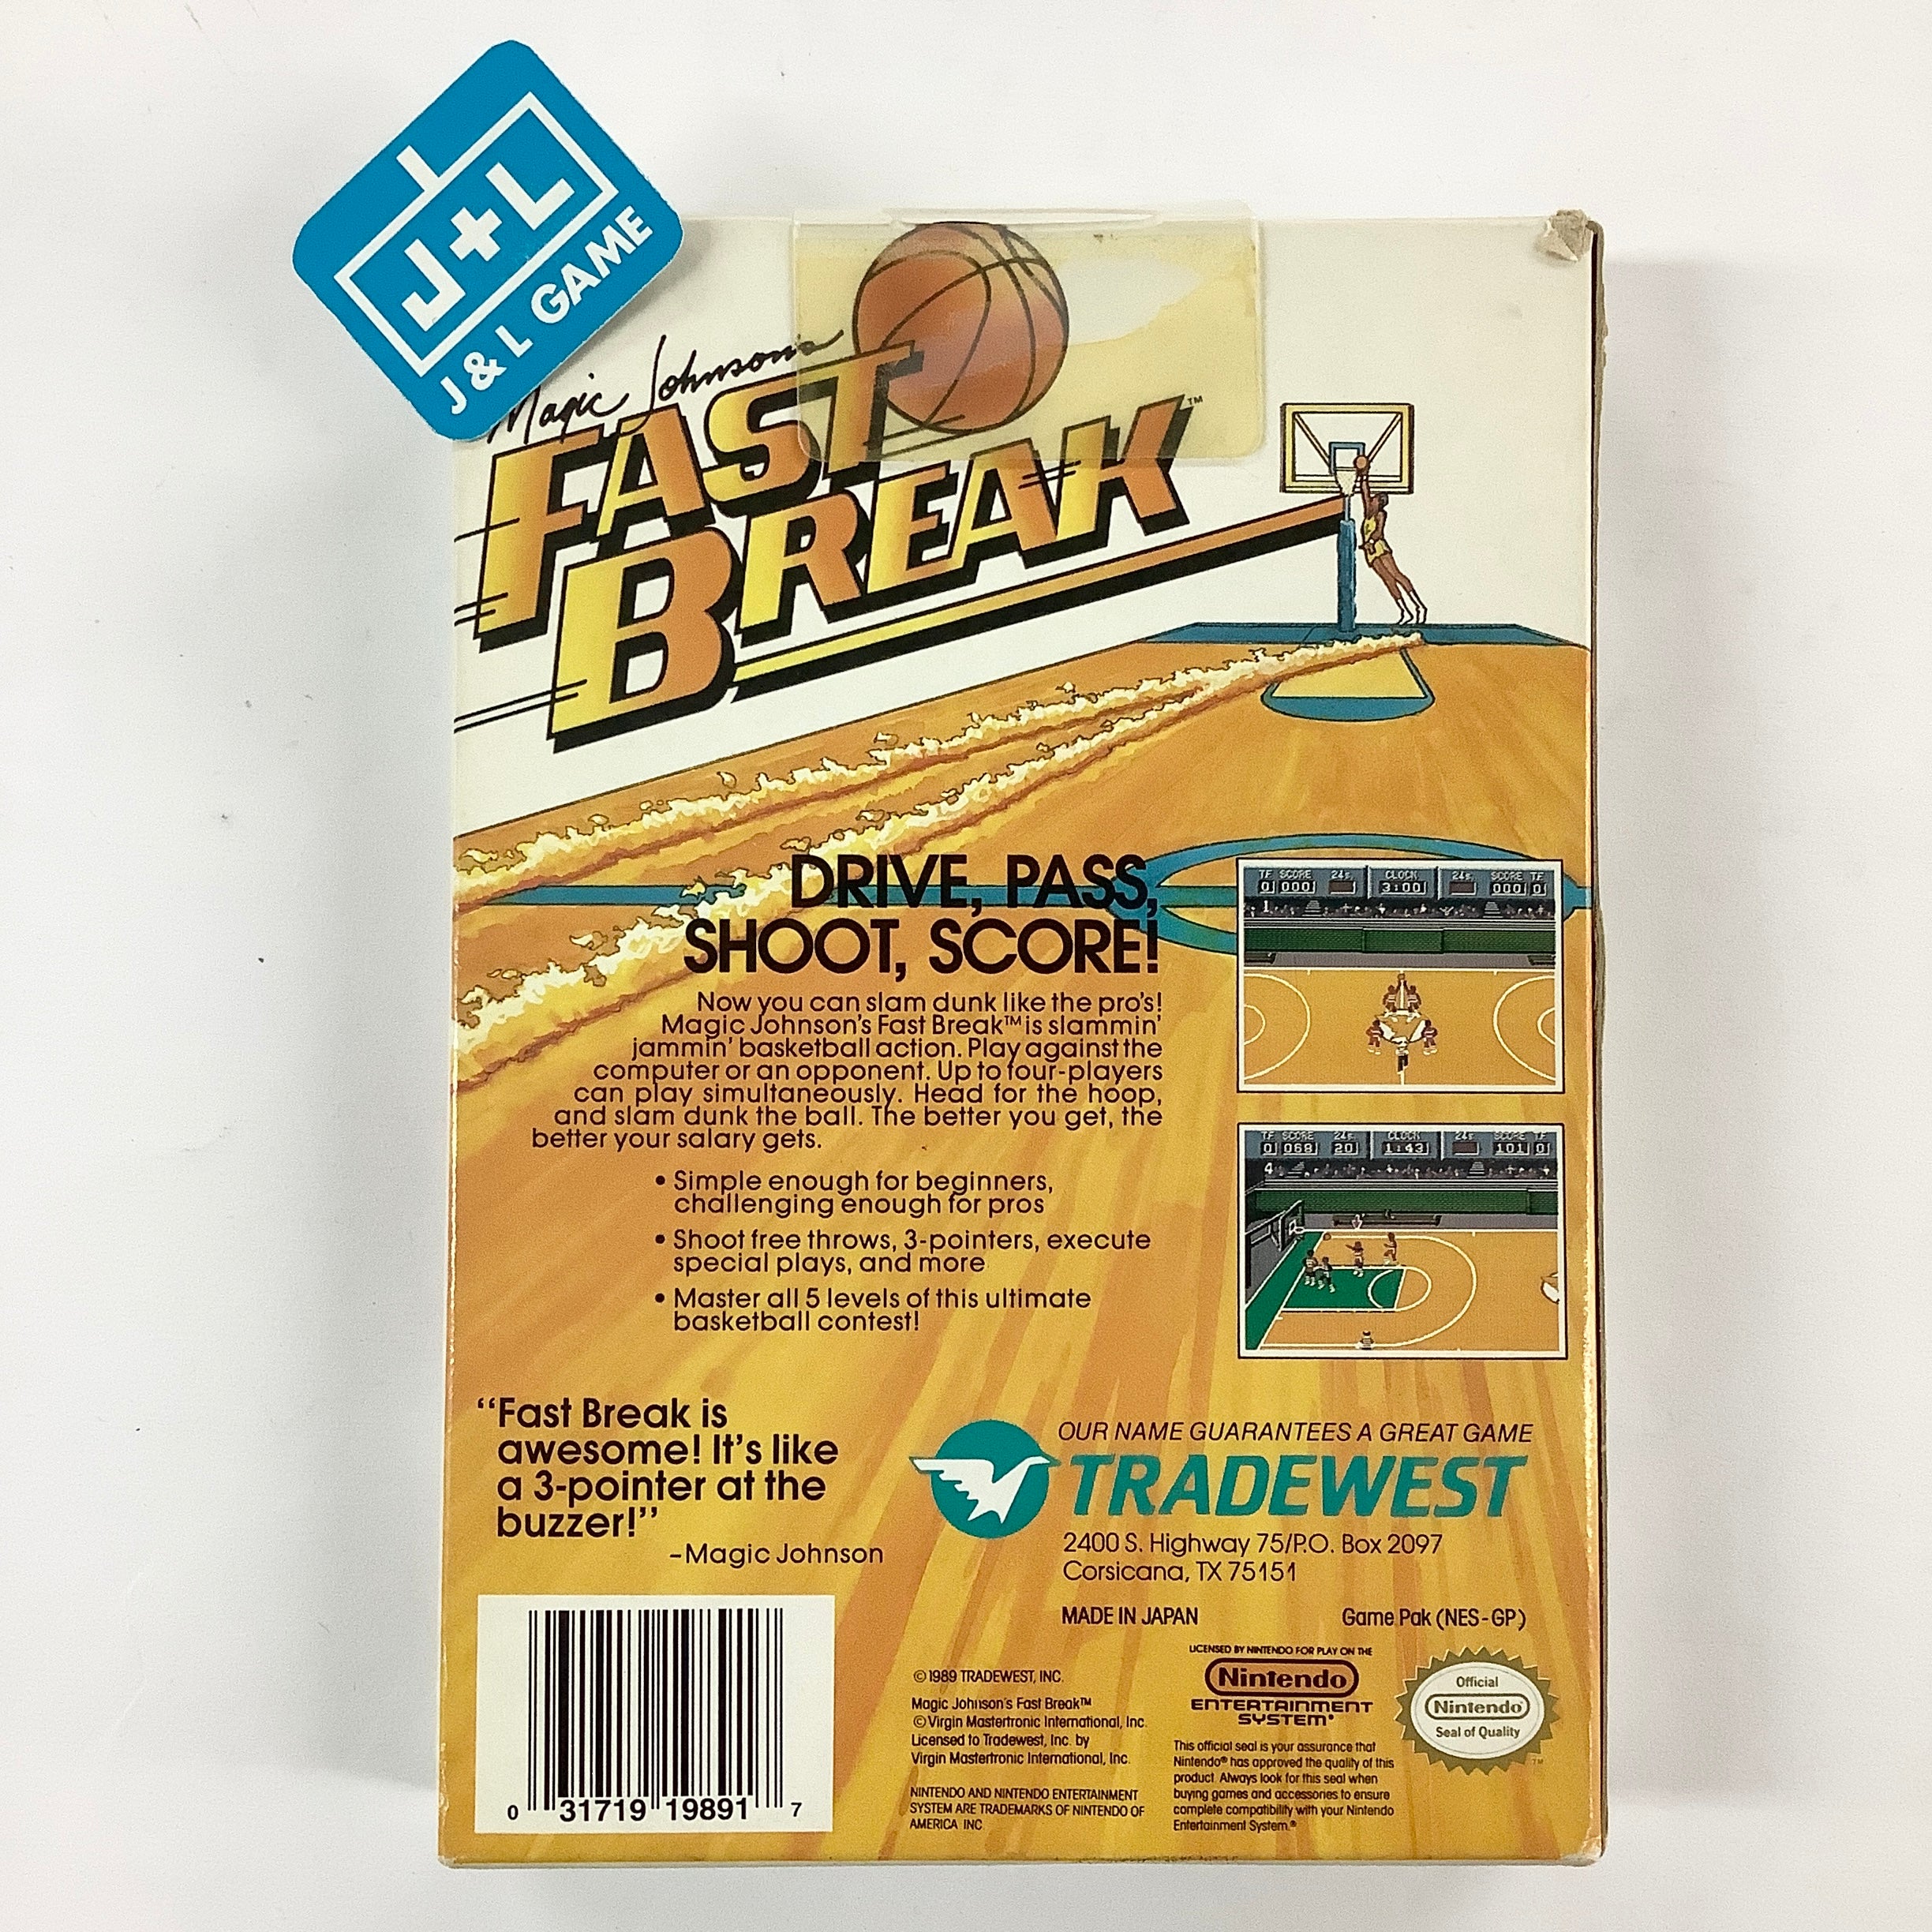 J+L
J & L GAME
Magic Johnson's
FAST
BREAK™
DRIVE, PASS,
SHOOT, SCORE!
Now you can slam dunk like the pro's!
Magic Johnson's Fast Break™ is slammin'
jammin' basketball action. Play against the
computer or an opponent. Up to four-players
can play simultaneously. Head for the hoop,
and slam dunk the ball. The better you get, the
better your salary gets.
• Simple enough for beginners,
challenging enough for pros
• Shoot free throws, 3-pointers, execute
special plays, and more
• Master all 5 levels of this ultimate
basketball contest!
TF SCORE 24s CLOCK 24s SCORE TF
0 000 3:00 000 0
1
TF SCORE 24s CLOCK 24s SCORE TF
0 068 20 1:43 101 0
4
"Fast Break is
awesome! It's like
a 3-pointer at the
buzzer!"
-Magic Johnson
OUR NAME GUARANTEES A GREAT GAME
TRADEWEST
2400 S. Highway 75/P.O. Box 2097
Corsicana, TX 75151
MADE IN JAPAN Game Pak (NES-GP)
© 1989 TRADEWEST, INC.
Magic Johnson's Fast Break™
© Virgin Mastertronic International, Inc.
Licensed to Tradewest, Inc. by
Virgin Mastertronic International, Inc.
NINTENDO AND NINTENDO ENTERTAINMENT
SYSTEM ARE TRADEMARKS OF NINTENDO OF
AMERICA INC
LICENSED BY NINTENDO FOR PLAY ON THE
Nintendo
ENTERTAINMENT
SYSTEM®
This official seal is your assurance that
Nintendo® has approved the quality of this
product. Always look for this seal when
buying games and accessories to ensure
complete compatibility with your Nintendo
Entertainment System.®
Official
Nintendo®
Seal of Quality
TM
0 31719 19891 7